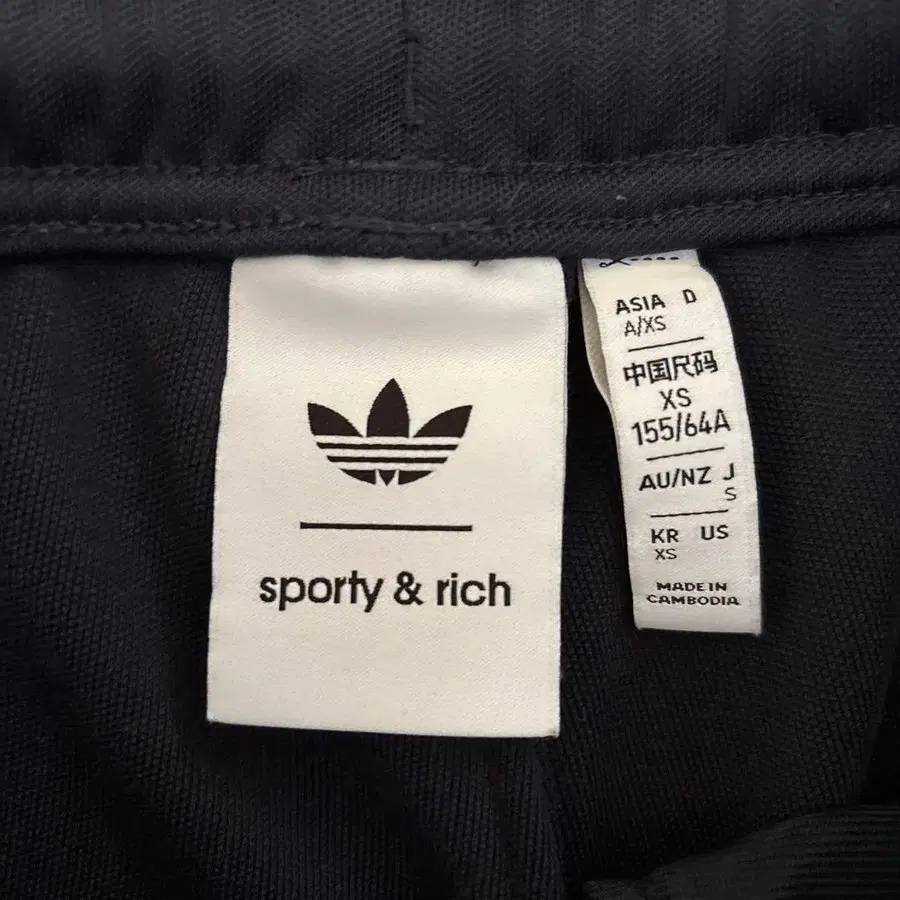 sporty & rich
ASIA D
A/XS
中国尺码
XS
155/64A
AU/NZ J
S
KR US
XS
MADE IN
CAMBODIA